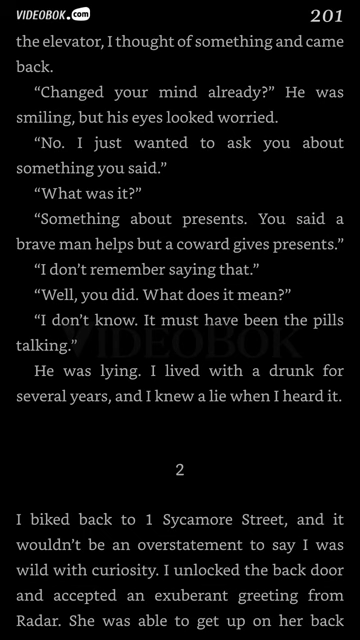 VIDEOBOK.com
201
the elevator, I thought of something and came
back.
“Changed your mind already?” He was
smiling, but his eyes looked worried.
“No. I just wanted to ask you about
something you said.”
“What was it?”
“Something about presents. You said a
brave man helps but a coward gives presents.”
“I don’t remember saying that.”
“Well, you did. What does it mean?”
“I don’t know. It must have been the pills
talking.”
VIDEOBOK
He was lying. I lived with a drunk for
several years, and I knew a lie when I heard it.
2
I biked back to 1 Sycamore Street, and it
wouldn’t be an overstatement to say I was
wild with curiosity. I unlocked the back door
and accepted an exuberant greeting from
Radar. She was able to get up on her back